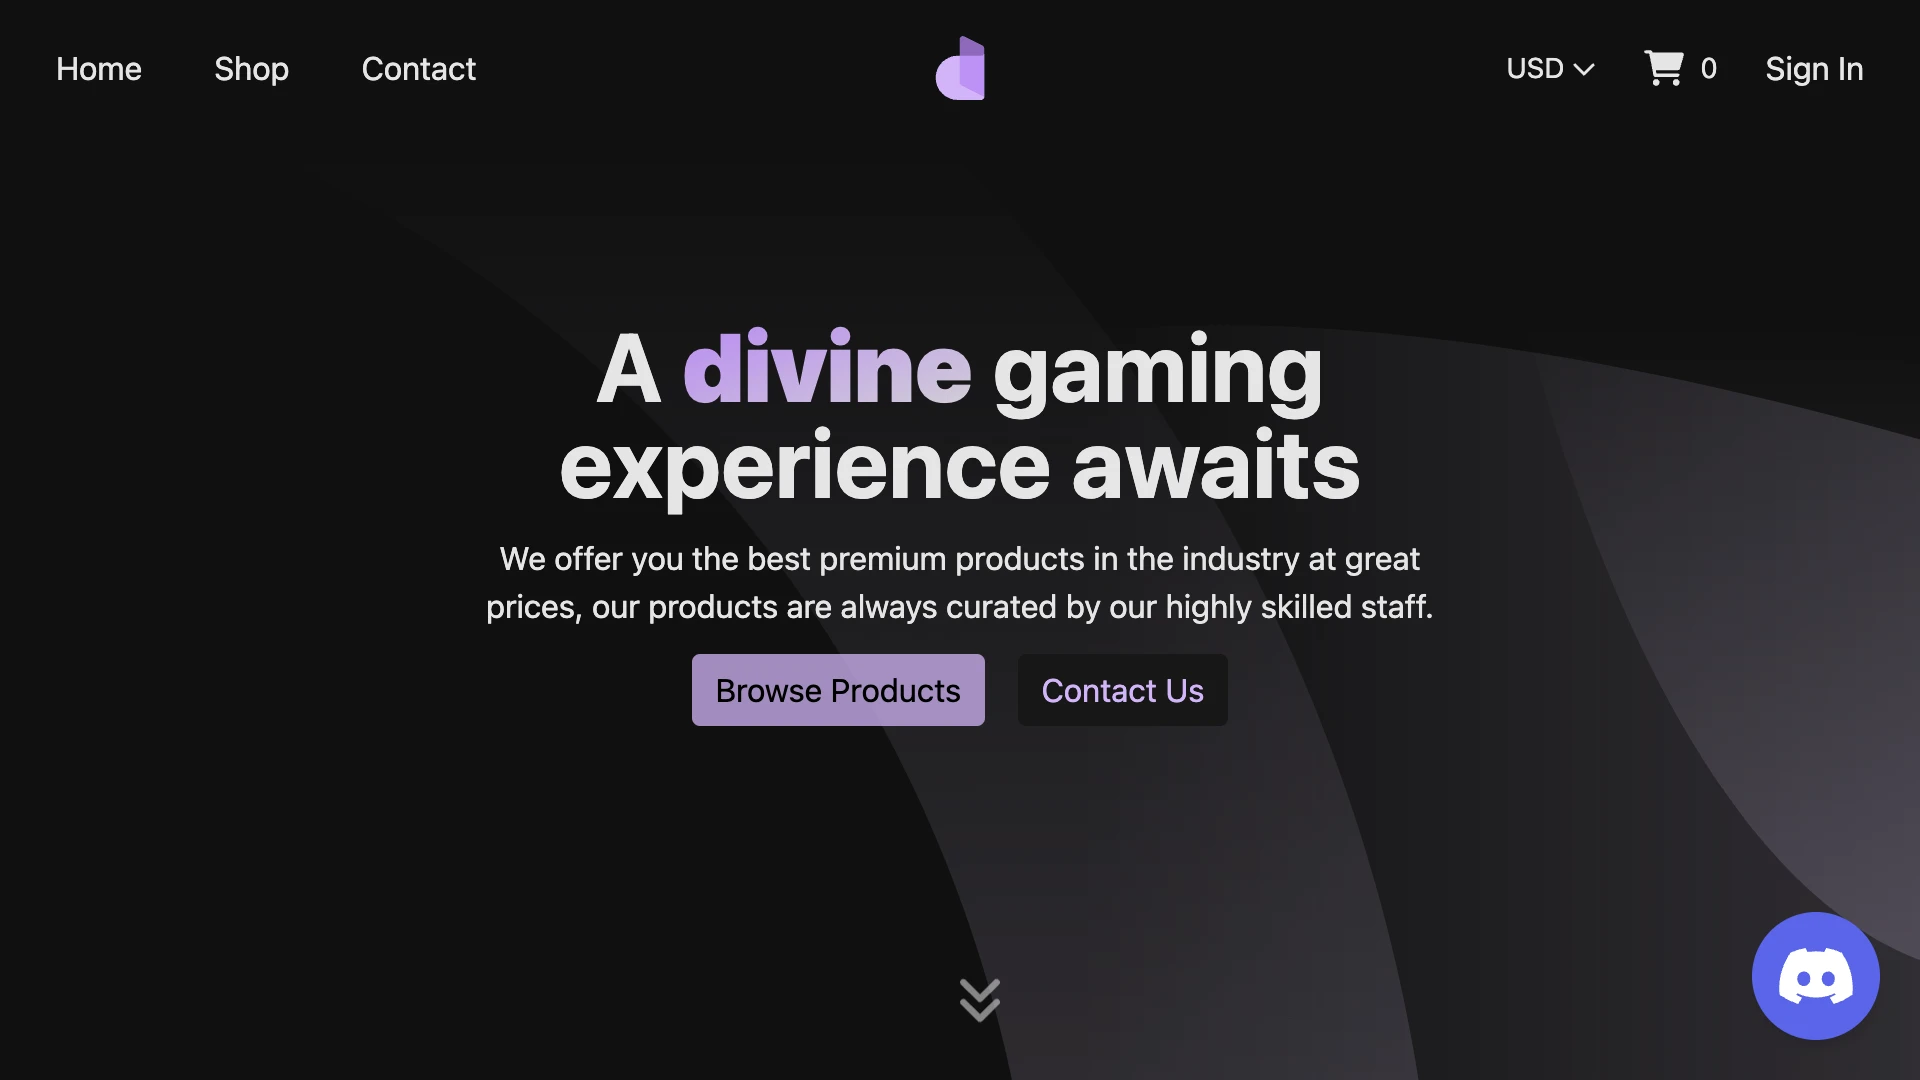 Home Shop Contact USD 0 Sign In
A divine gaming
experience awaits
We offer you the best premium products in the industry at great
prices, our products are always curated by our highly skilled staff.
Browse Products Contact Us